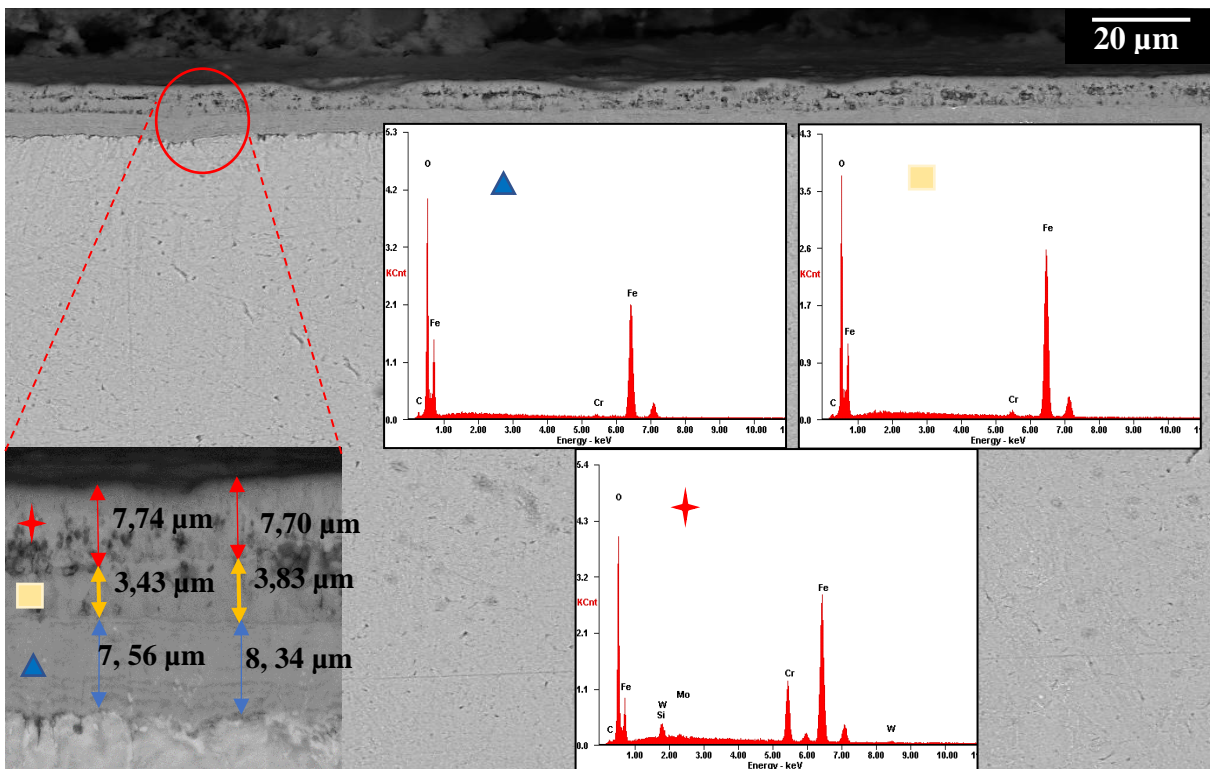 20 µm
5.3
4.2
3.2
KCnt
2.1
1.1
0.0
O
Fe
C
Cr
Fe
1.00 2.00 3.00 4.00 5.00 6.00 7.00 8.00 9.00 10.00 11
Energy - keV
4.3
3.5
2.6
KCnt
1.7
0.9
0.0
O
Fe
C
Cr
Fe
1.00 2.00 3.00 4.00 5.00 6.00 7.00 8.00 9.00 10.00 1
Energy - keV
7,74 µm
7,70 µm
3,43 µm
3,83 µm
7, 56 µm
8, 34 µm
5.4
4.3
3.2
KCnt
2.1
1.1
0.0
O
Fe
C
W
Si
Mo
Cr
Fe
W
1.00 2.00 3.00 4.00 5.00 6.00 7.00 8.00 9.00 10.00 11
Energy - keV